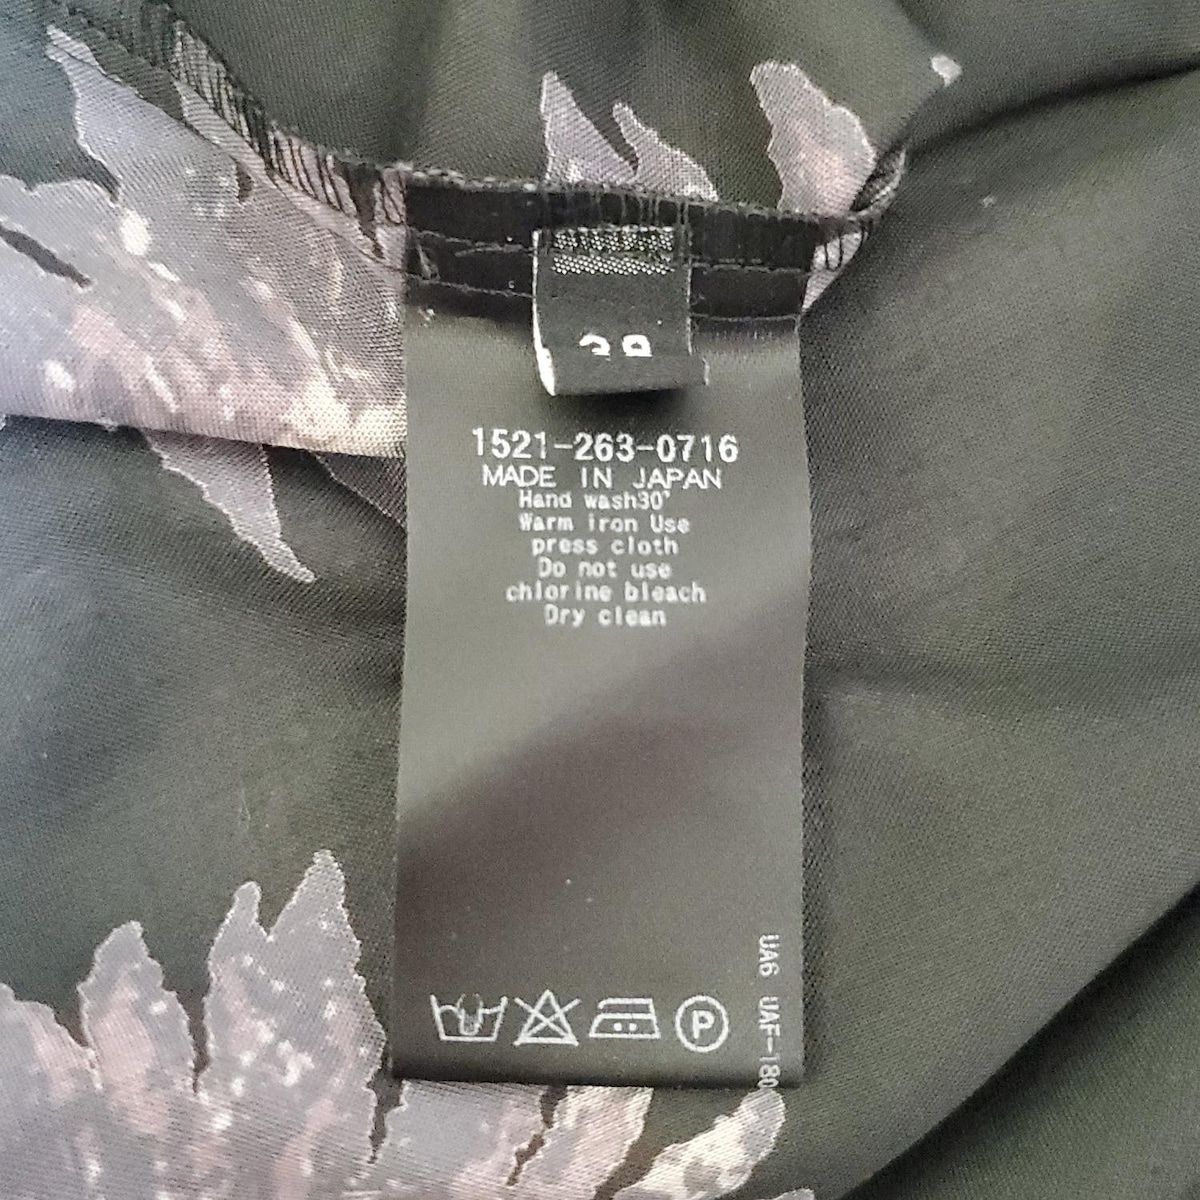 38
1521-263-0716
MADE IN JAPAN
Hand wash30°
Warm iron Use
press cloth
Do not use
chlorine bleach
Dry clean
UA6 UAF-180
P